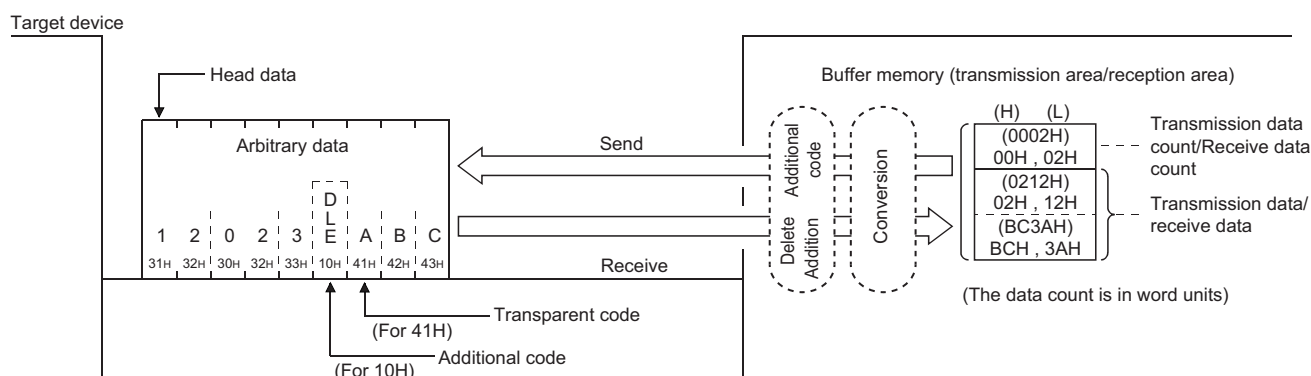 Target device
Head data
Buffer memory (transmission area/reception area)
(H) (L)
Arbitrary data
Send
Additional code
Conversion
(0002H)
00H , 02H
Transmission data count/Receive data count
(0212H)
02H , 12H
Transmission data/ receive data
(BC3AH)
BCH , 3AH
DLE
1 2 0 2 3 A B C
31H 32H 30H 32H 33H 10H 41H 42H 43H
Receive
Delete
Addition
(The data count is in word units)
Transparent code
(For 41H)
Additional code
(For 10H)